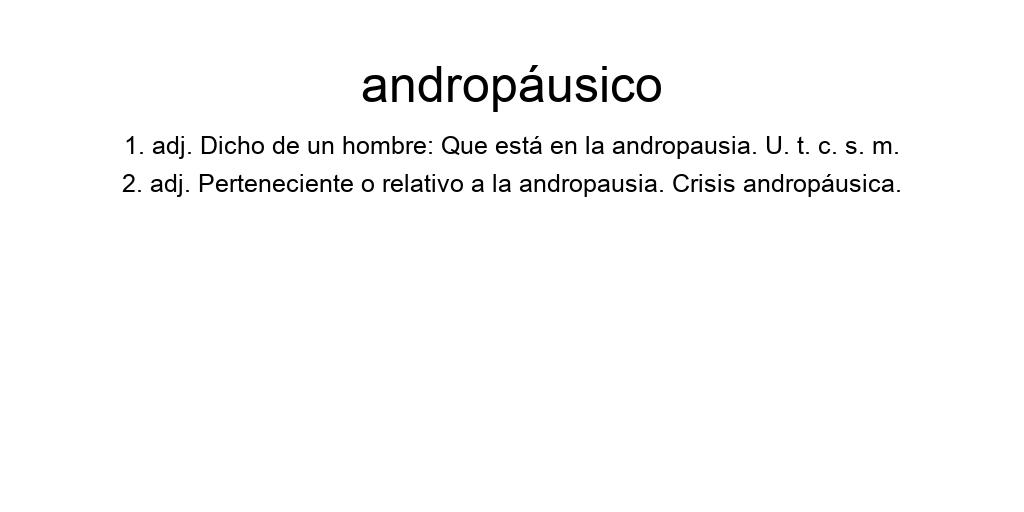 andropáusico
1. adj. Dicho de un hombre: Que está en la andropausia. U. t. c. s. m.
2. adj. Perteneciente o relativo a la andropausia. Crisis andropáusica.